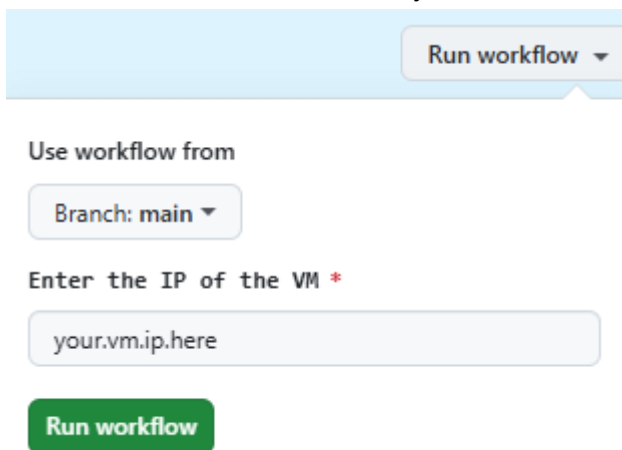 Run workflow
Use workflow from
Branch: main
Enter the IP of the VM *
your.vm.ip.here
Run workflow